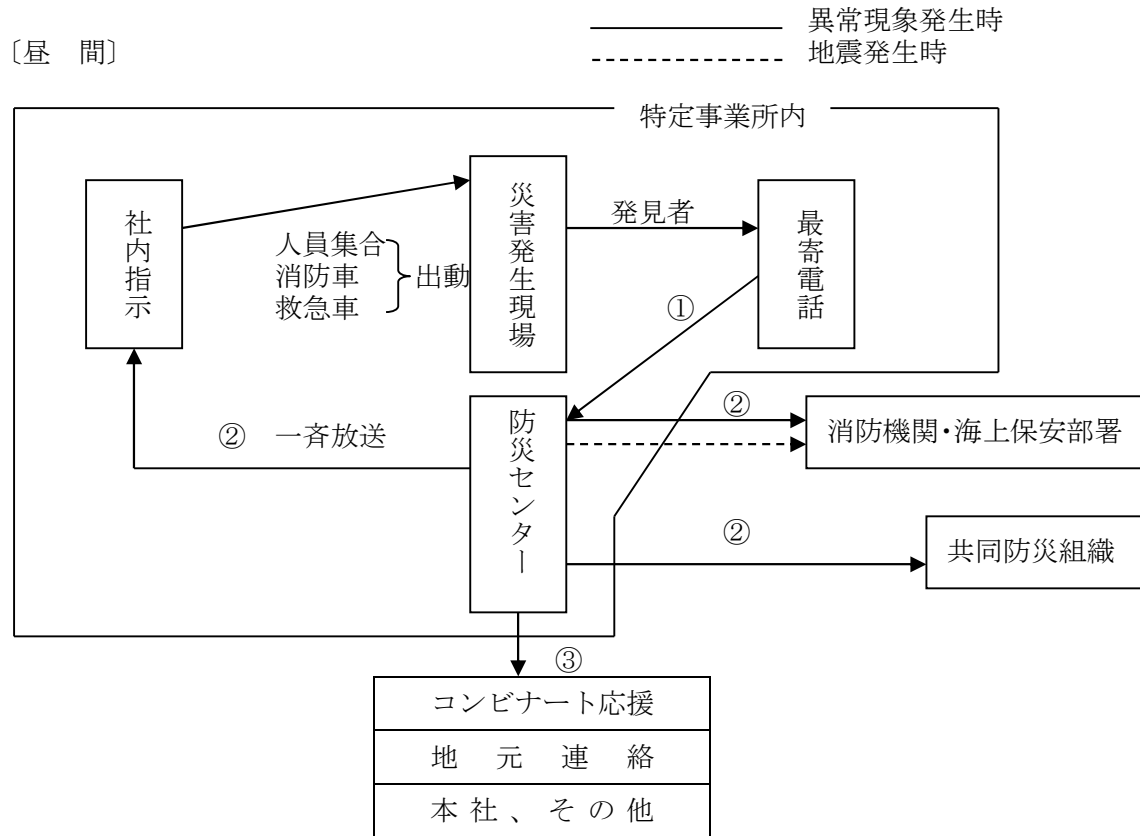 異常現象発生時
〔昼　間〕
地震発生時
特定事業所内
社内指示
人員集合
消防車
救急車
出動
災害発生現場
発見者
最寄電話
①
②　一斉放送
防災センター
②
消防機関・海上保安部署
②
共同防災組織
③
コンビナート応援
地　元　連　絡
本社、その他